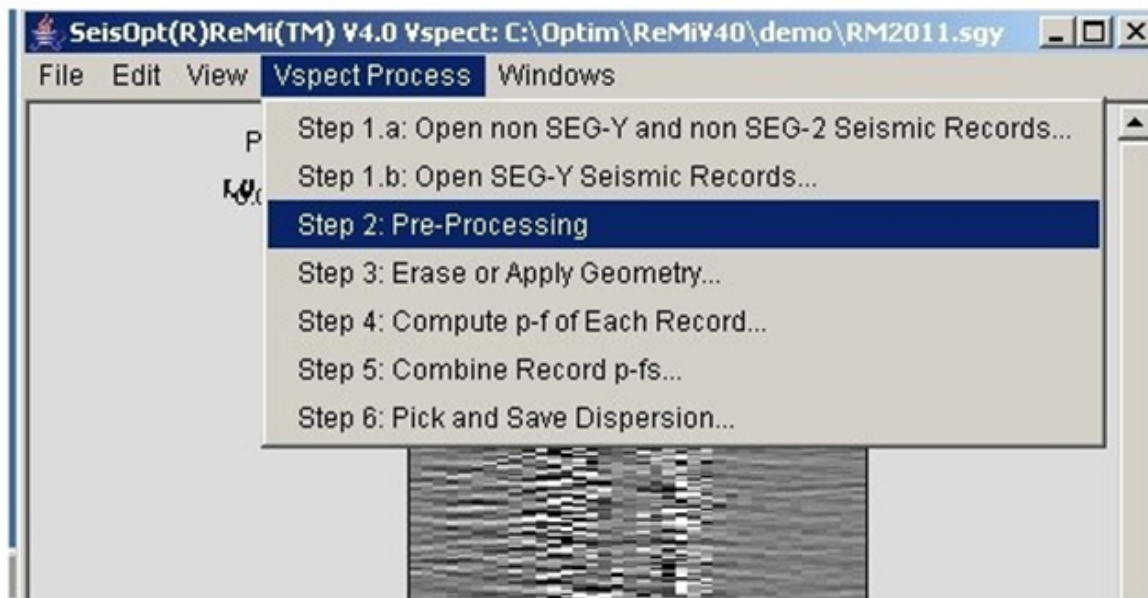 SeisOpt(R)ReMi(TM) V4.0 Vspect: C:\Optim\ReMiV40\demo\RM2011.sgy
File Edit View Vspect Process Windows
Step 1.a: Open non SEG-Y and non SEG-2 Seismic Records...
Step 1.b: Open SEG-Y Seismic Records...
Step 2: Pre-Processing
Step 3: Erase or Apply Geometry...
Step 4: Compute p-f of Each Record...
Step 5: Combine Record p-fs...
Step 6: Pick and Save Dispersion...